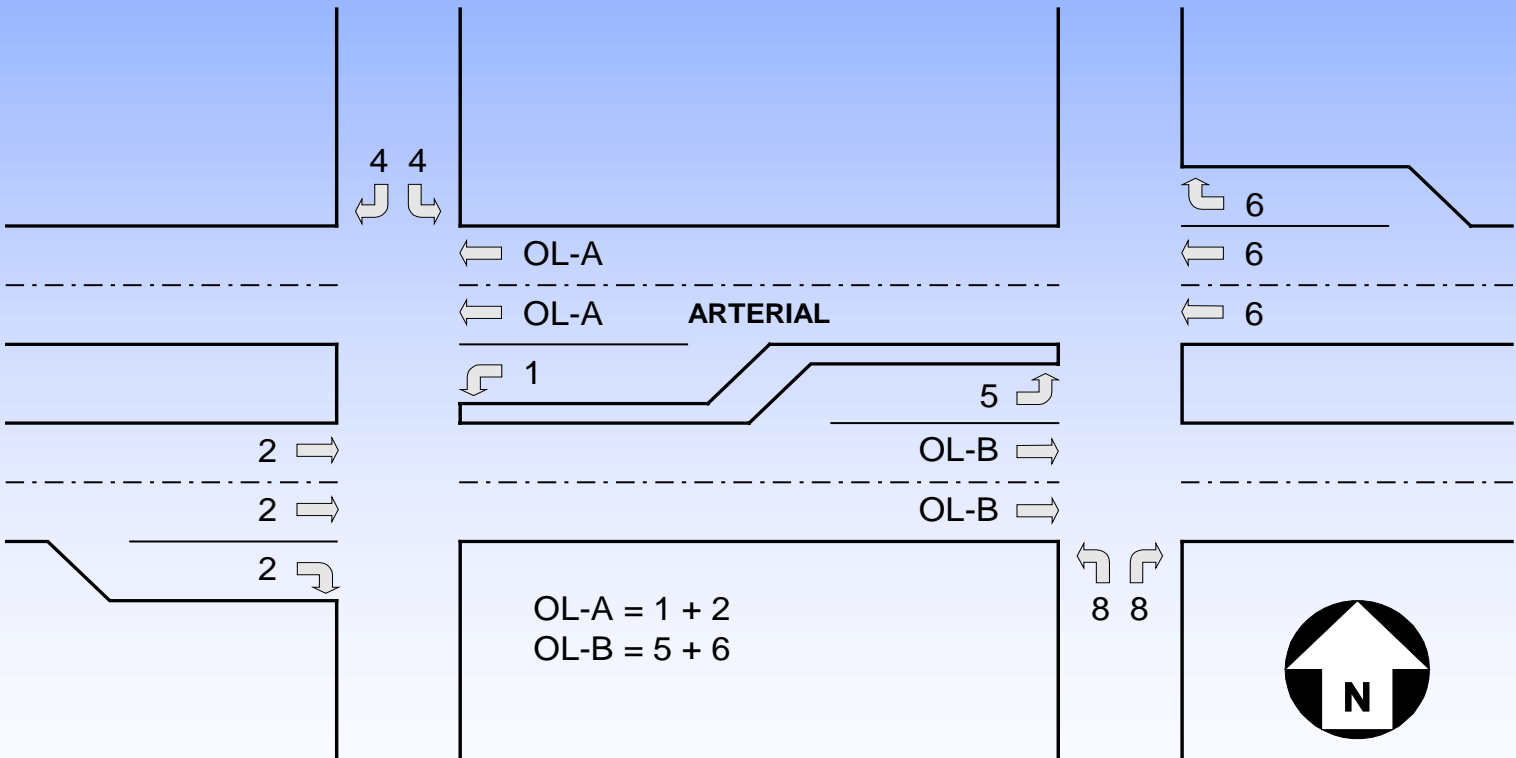 4 4
6
OL-A
6
OL-A
ARTERIAL
6
1
5
2
OL-B
2
OL-B
2
8 8
OL-A = 1 + 2
OL-B = 5 + 6
N